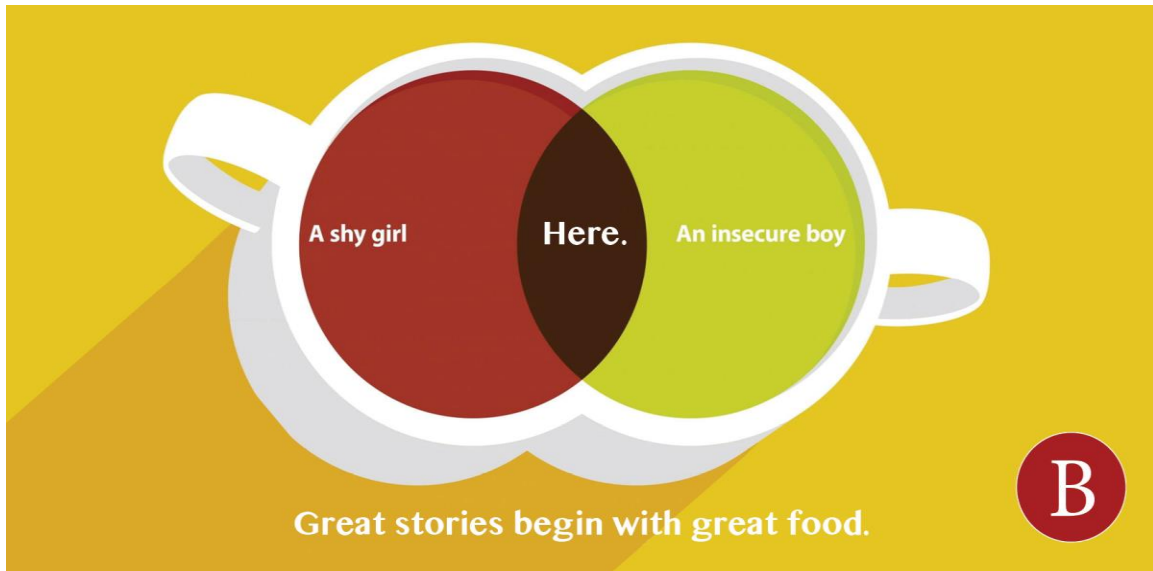 A shy girl
Here.
An insecure boy
Great stories begin with great food.
B